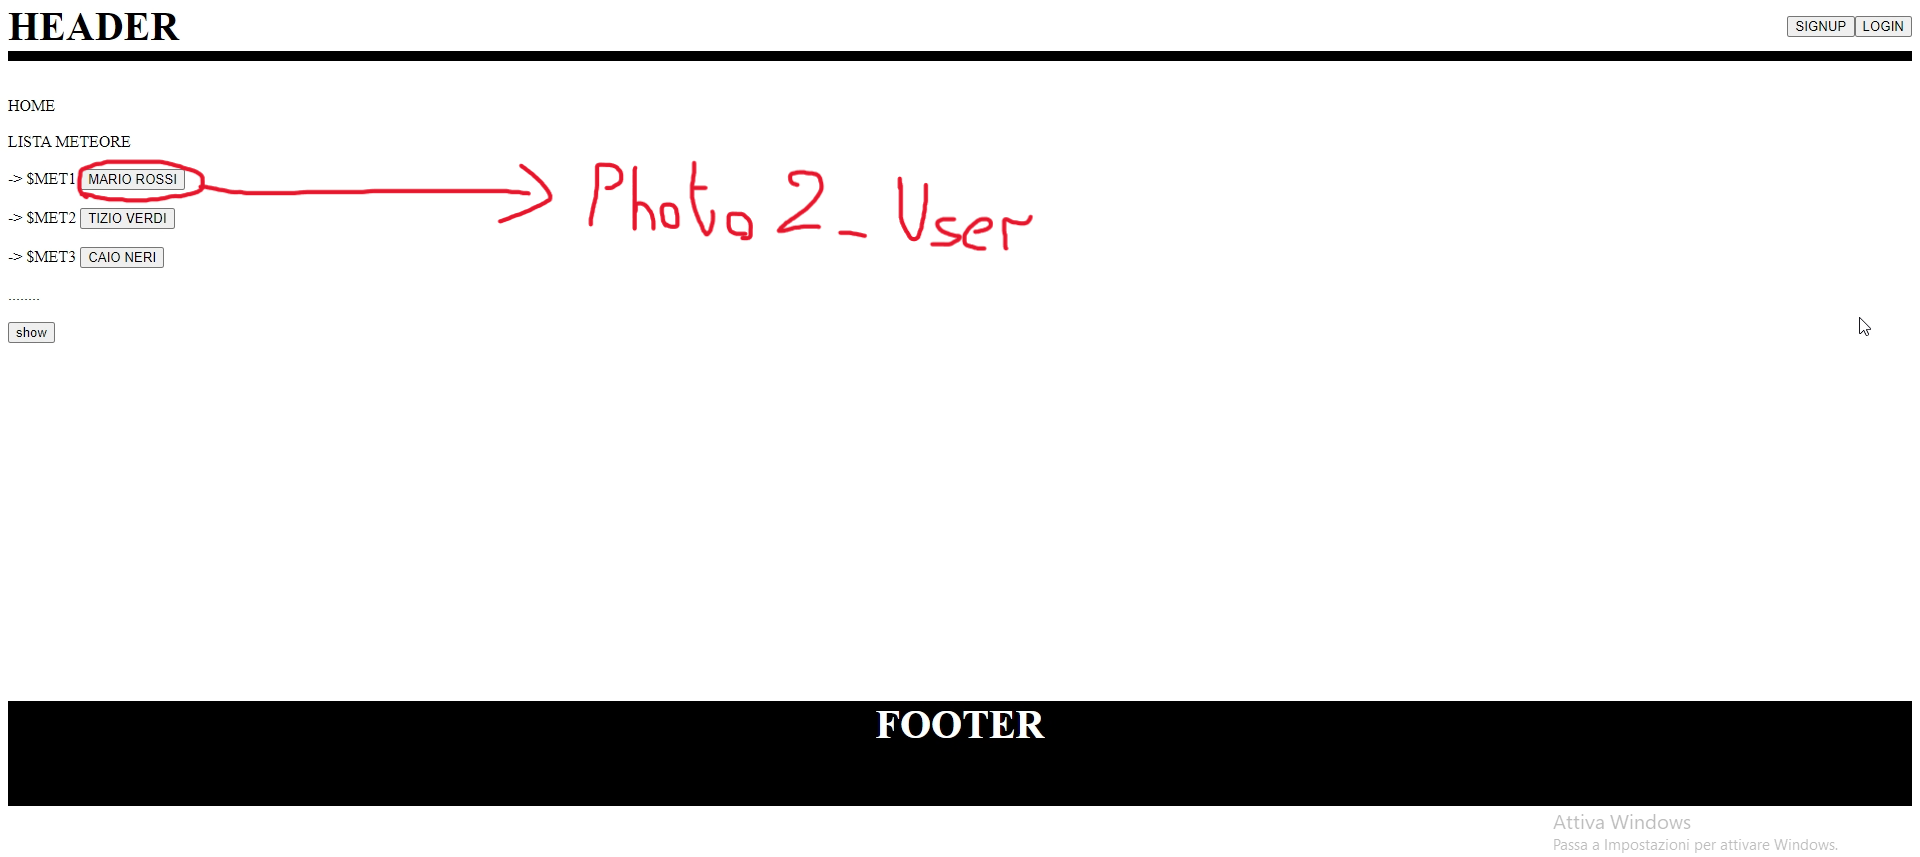 HEADER
SIGNUP LOGIN
HOME
LISTA METEORE
-> $MET1 MARIO ROSSI
Photo 2_User
-> $MET2 TIZIO VERDI
-> $MET3 CAIO NERI
........
show
FOOTER
Attiva Windows
Passa a Impostazioni per attivare Windows.